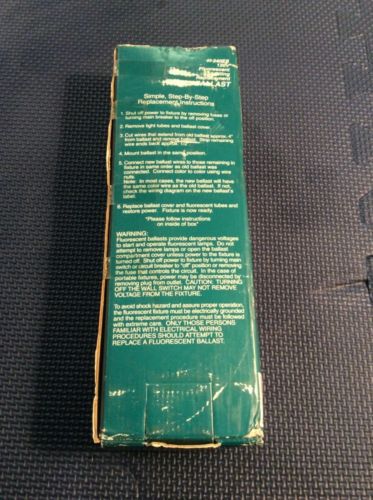 120V
Fluorescent
BALLAST
Simple, Step-By-Step
Replacement Instructions
1. Shut off power to fixture by removing fuses or
turning main breaker to the off position.
2. Remove light tubes and ballast cover.
3. Cut wires that extend from old ballast approx. 4"
from ballast and remove ballast. Strip remaining
wire ends back approx. 1/2"
4. Mount ballast in the same position.
5. Connect new ballast wires to those remaining in
fixture in same order as old ballast was
connected. Connect color to color using wire
nuts.
Note: In most cases, the new ballast will have
the same color wire as the old ballast. If not,
check the wiring diagram on the new ballast's
label.
6. Replace ballast cover and fluorescent tubes and
restore power. Fixture is now ready.
*Please follow instructions
on inside of box*
WARNING:
Fluorescent ballasts provide dangerous voltages
to start and operate fluorescent lamps. Do not
attempt to remove lamps or open the ballast
compartment cover unless power to the fixture is
turned off. Shut off power to fixture by turning main
switch or circuit breaker to "off" position or removing
the fuse that controls the circuit. In the case of
portable fixtures, power may be disconnected by
removing plug from outlet. CAUTION: TURNING
OFF THE WALL SWITCH MAY NOT REMOVE
VOLTAGE FROM THE FIXTURE.
To avoid shock hazard and assure proper operation,
the fluorescent fixture must be electrically grounded
and the replacement procedure must be followed
with extreme care. ONLY THOSE PERSONS
FAMILIAR WITH ELECTRICAL WIRING
PROCEDURES SHOULD ATTEMPT TO
REPLACE A FLUORESCENT BALLAST.